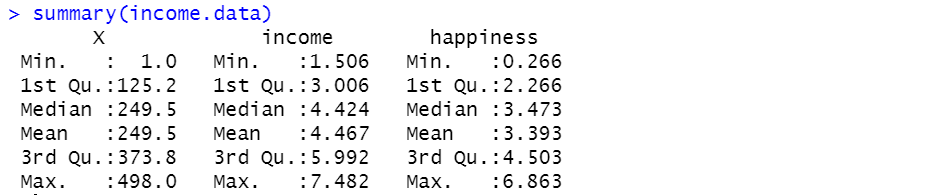 > summary(income.data)
X income happiness
Min. : 1.0 Min. :1.506 Min. :0.266
1st Qu.:125.2 1st Qu.:3.006 1st Qu.:2.266
Median :249.5 Median :4.424 Median :3.473
Mean :249.5 Mean :4.467 Mean :3.393
3rd Qu.:373.8 3rd Qu.:5.992 3rd Qu.:4.503
Max. :498.0 Max. :7.482 Max. :6.863